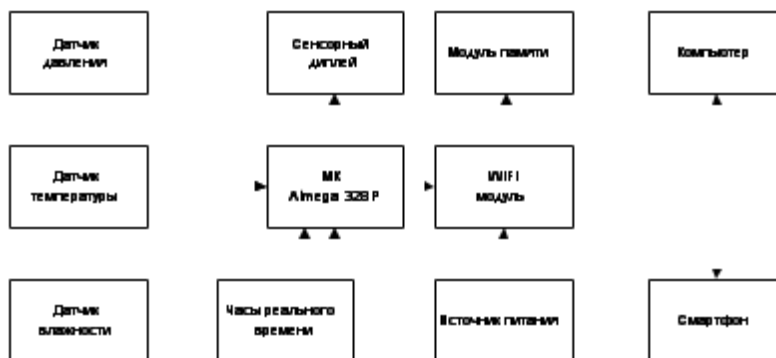 Датчик
давления
Сенсорный
диплей
Модуль памяти
Компьютер
Датчик
температуры
МК
Atmega 328P
WIFI
модуль
Датчик
влажности
Часы реального
времени
Источник питания
Смартфон